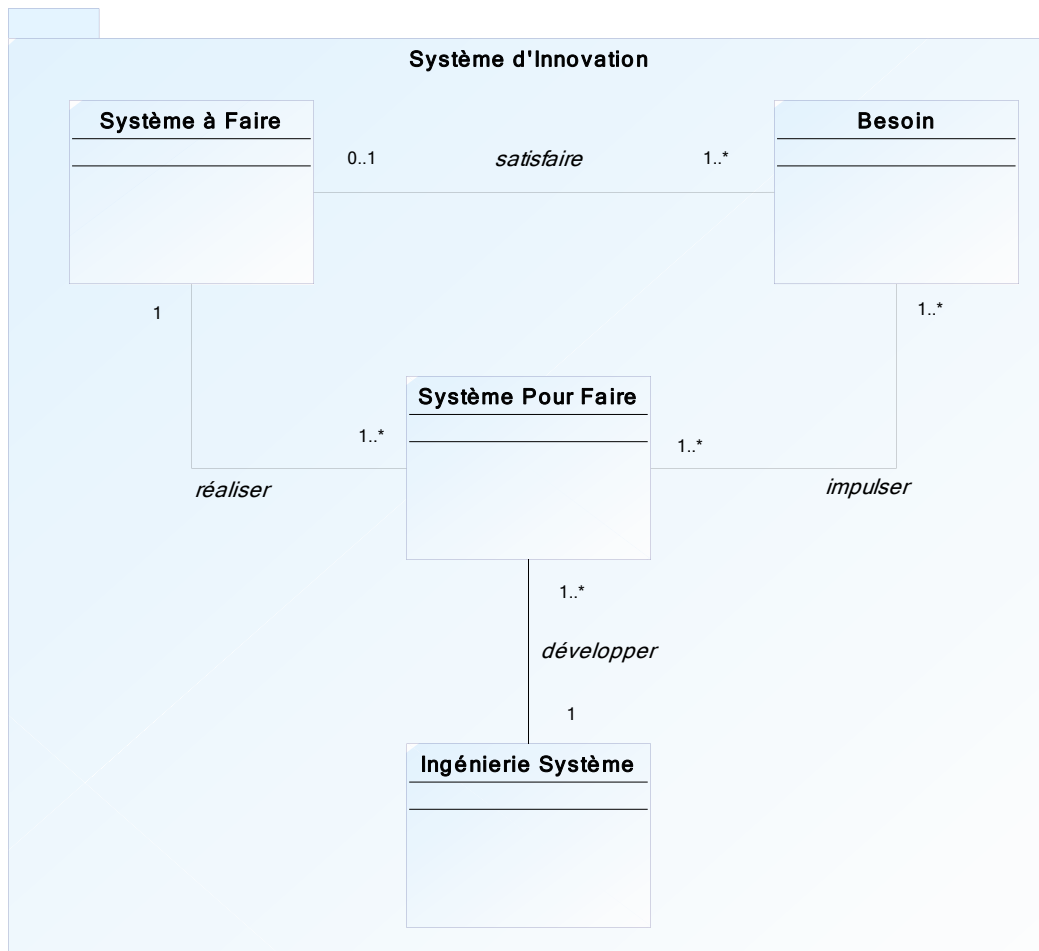 Système d'Innovation
Système à Faire
Besoin
0..1
satisfaire
1..*
1
1..*
Système Pour Faire
1..*
1..*
réaliser
impulser
1..*
développer
1
Ingénierie Système